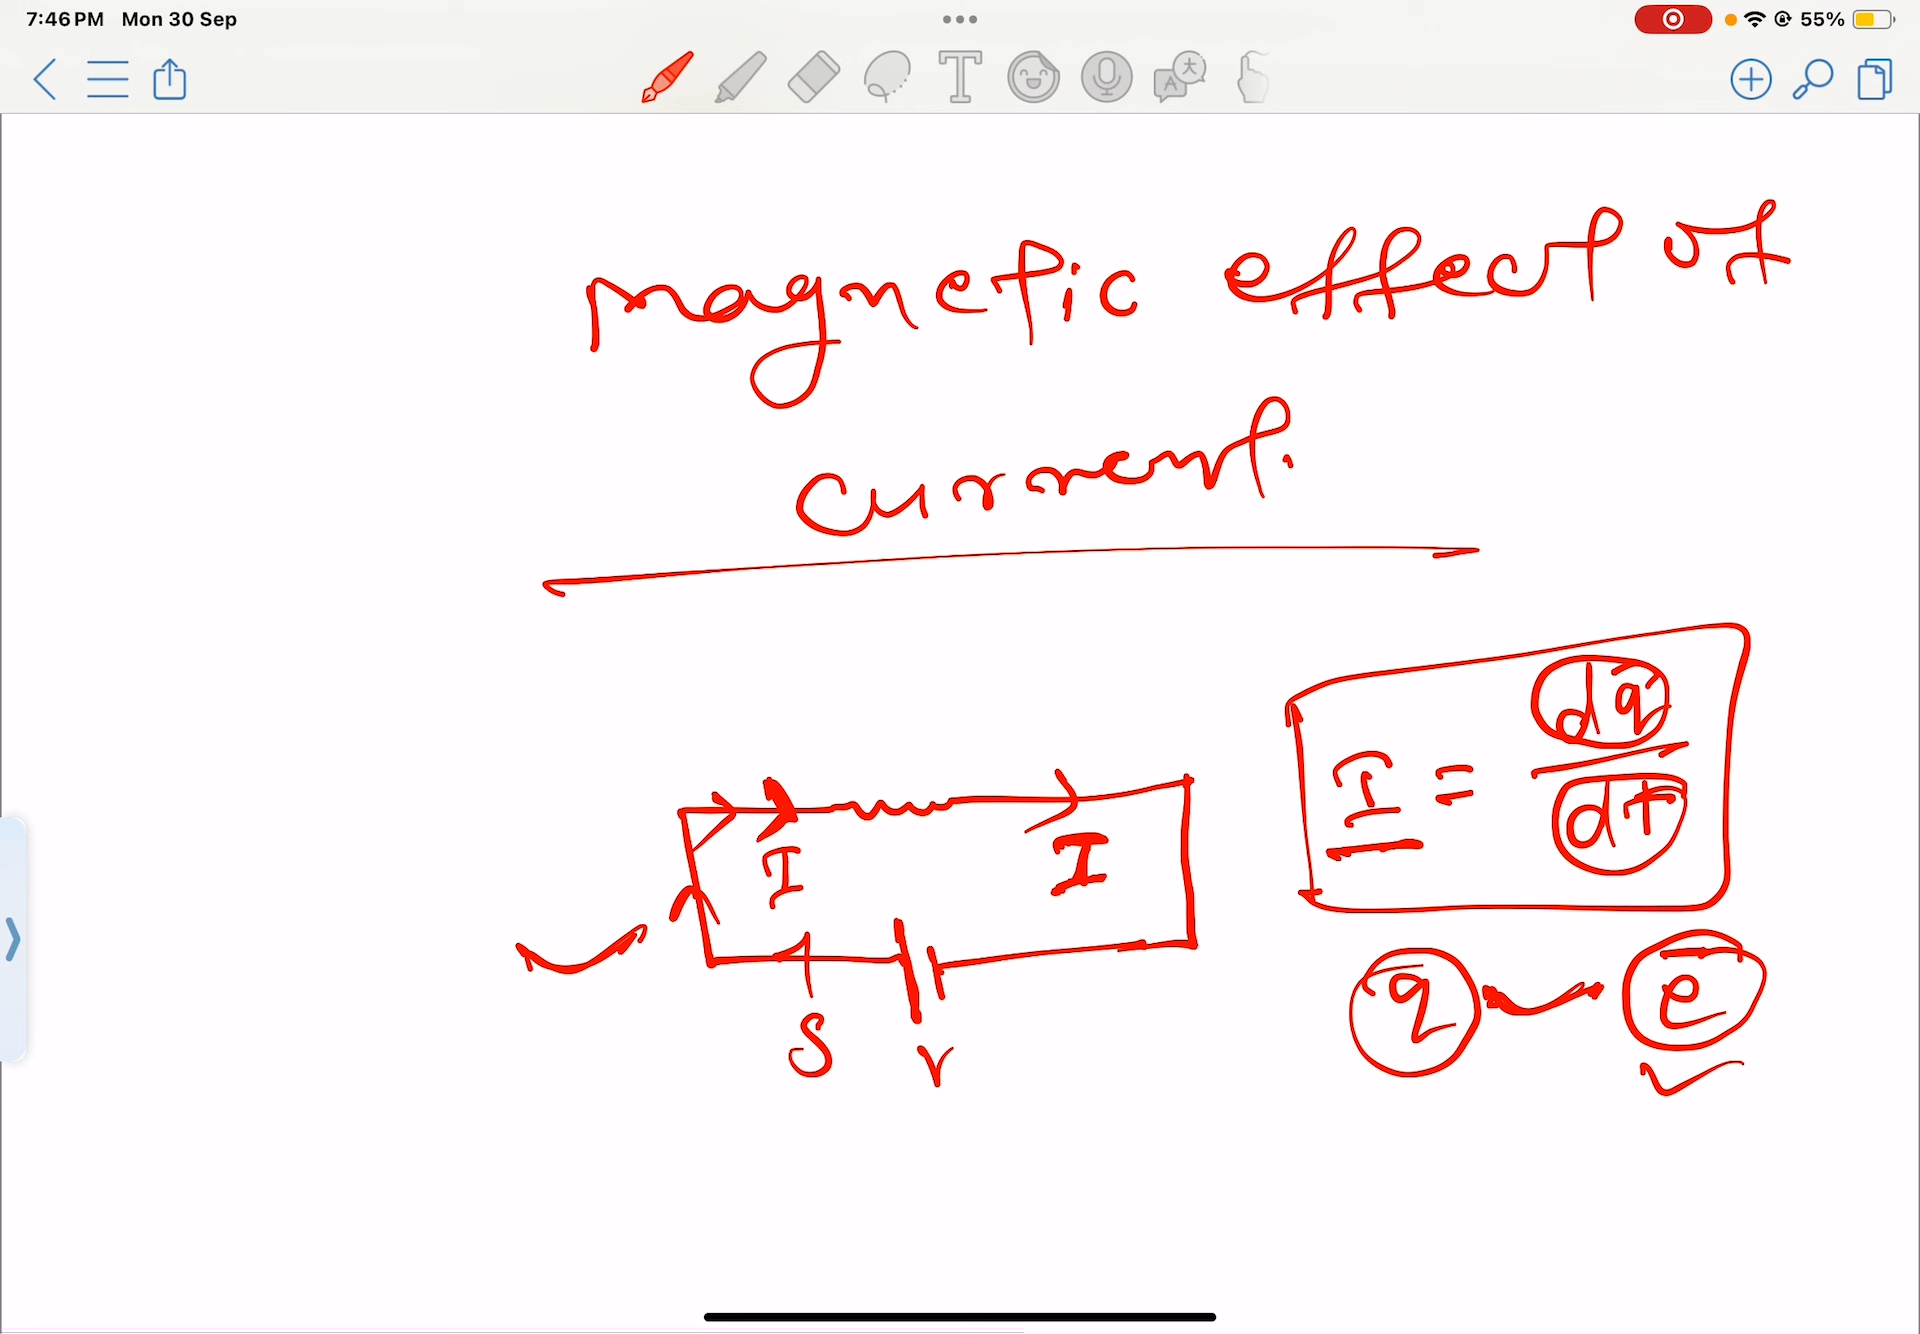 7:46 PM Mon 30 Sep
55%
magnetic effect of
current.
I = dq/dt
I
I
S
V
q
e